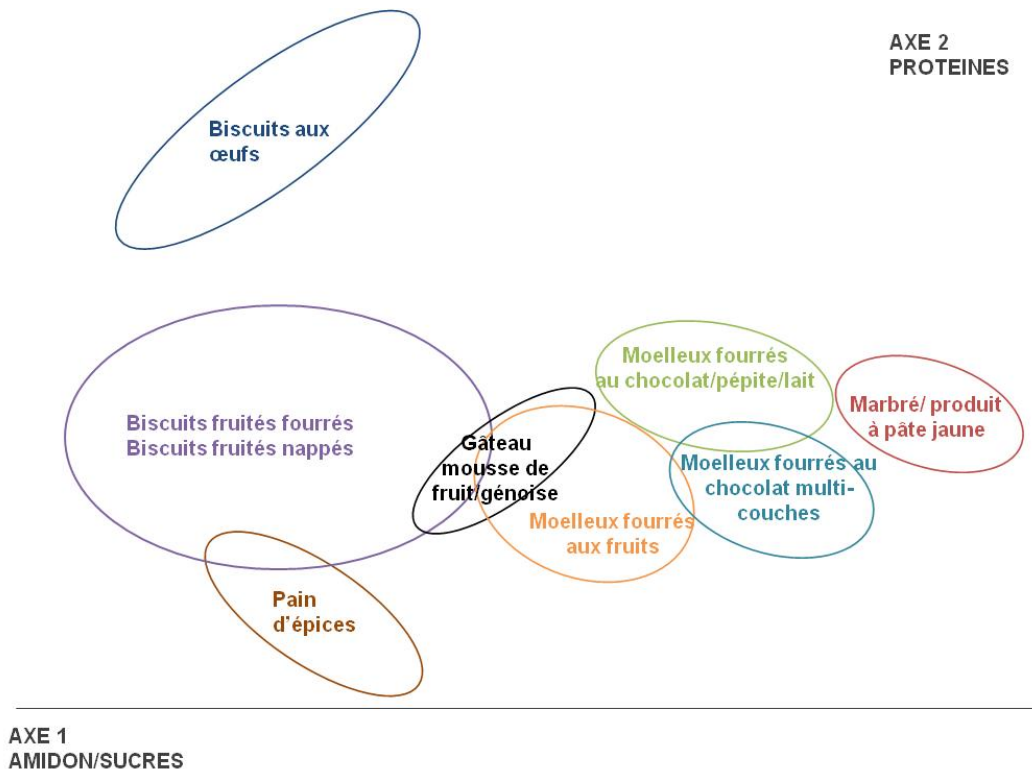 AXE 2
PROTEINES
Biscuits aux
œufs
Moelleux fourrés
au chocolat/pépite/lait
Marbré/ produit
à pâte jaune
Biscuits fruités fourrés
Biscuits fruités nappés
Gâteau
mousse de
fruit/génoise
Moelleux fourrés au
chocolat multi-
couches
Moelleux fourrés
aux fruits
Pain
d'épices
AXE 1
AMIDON/SUCRES